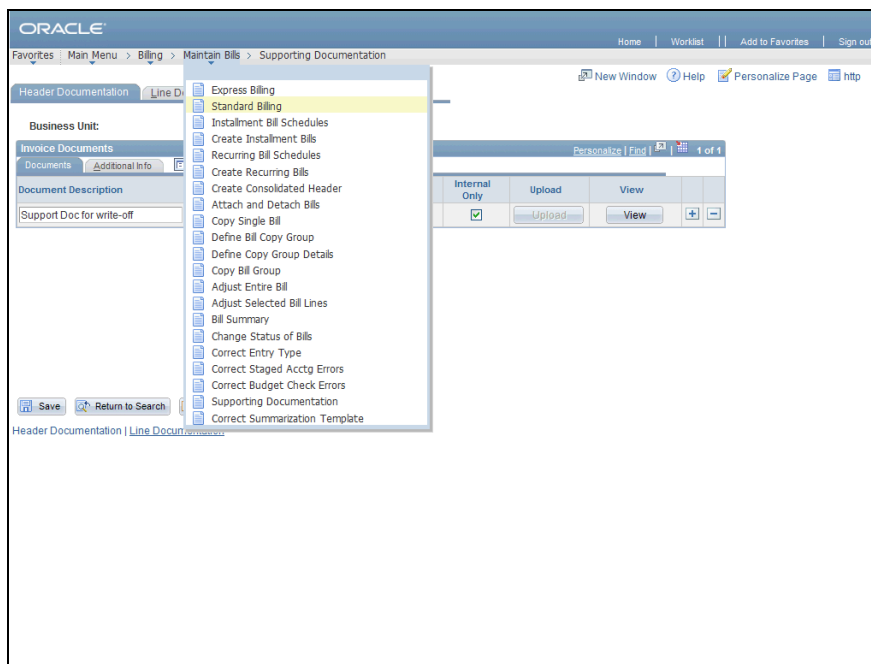 ORACLE
Home | Worklist || Add to Favorites | Sign out
Favorites Main Menu > Billing > Maintain Bills > Supporting Documentation
New Window Help Personalize Page http
Header Documentation Line D
Express Billing
Standard Billing
Installment Bill Schedules
Create Installment Bills
Recurring Bill Schedules
Create Recurring Bills
Create Consolidated Header
Attach and Detach Bills
Copy Single Bill
Define Bill Copy Group
Define Copy Group Details
Copy Bill Group
Adjust Entire Bill
Adjust Selected Bill Lines
Bill Summary
Change Status of Bills
Correct Entry Type
Correct Staged Acctg Errors
Correct Budget Check Errors
Supporting Documentation
Correct Summarization Template
Business Unit:
Invoice Documents
Personalize | Find | | 1 of 1
Documents Additional Info
Document Description Internal Only Upload View
Support Doc for write-off Upload View + -
Save Return to Search
Header Documentation | Line Documentation